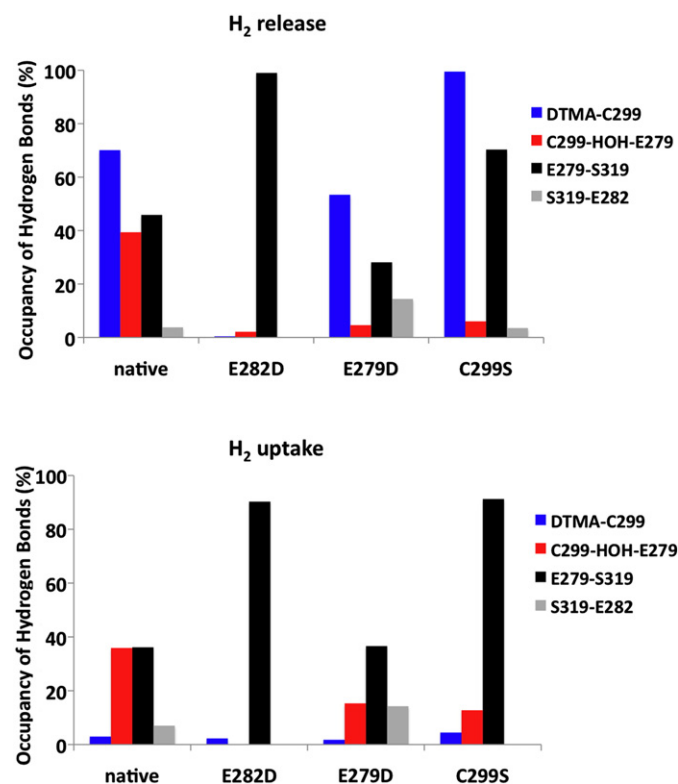 H2 release
Occupancy of Hydrogen Bonds (%)
100
80
60
40
20
0
native E282D E279D C299S
DTMA-C299
C299-HOH-E279
E279-S319
S319-E282
H2 uptake
Occupancy of Hydrogen Bonds (%)
100
80
60
40
20
0
native E282D E279D C299S
DTMA-C299
C299-HOH-E279
E279-S319
S319-E282